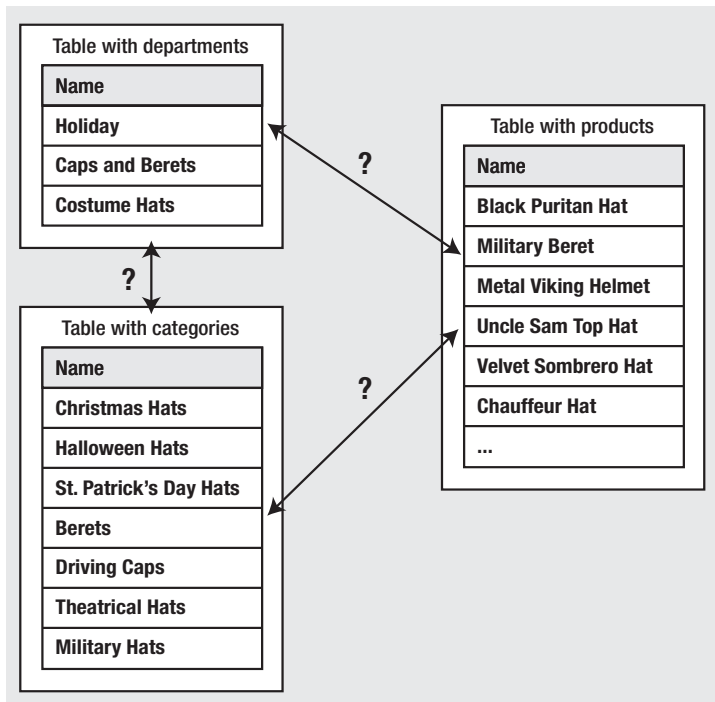 Table with departments
Name
Holiday
Caps and Berets
Costume Hats
?
Table with categories
Name
Christmas Hats
Halloween Hats
St. Patrick's Day Hats
Berets
Driving Caps
Theatrical Hats
Military Hats
?
?
Table with products
Name
Black Puritan Hat
Military Beret
Metal Viking Helmet
Uncle Sam Top Hat
Velvet Sombrero Hat
Chauffeur Hat
...